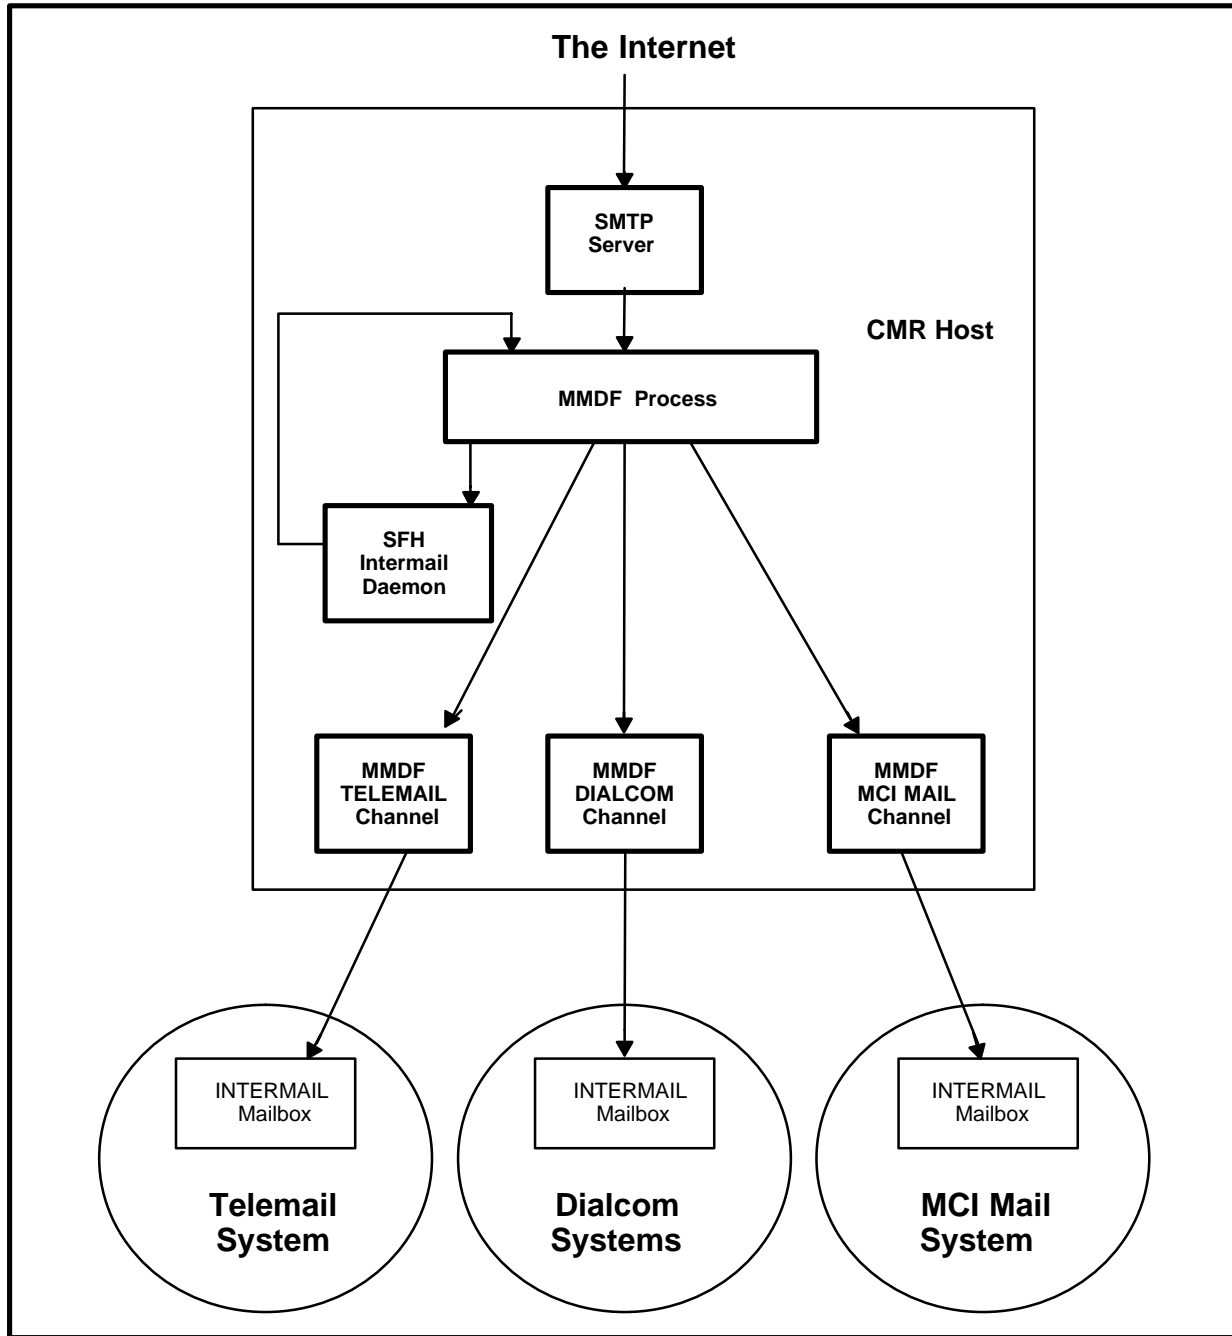 The Internet
SMTP
Server
CMR Host
MMDF Process
SFH
Intermail
Daemon
MMDF
TELEMAIL
Channel
MMDF
DIALCOM
Channel
MMDF
MCI MAIL
Channel
INTERMAIL
Mailbox
INTERMAIL
Mailbox
INTERMAIL
Mailbox
Telemail
System
Dialcom
Systems
MCI Mail
System